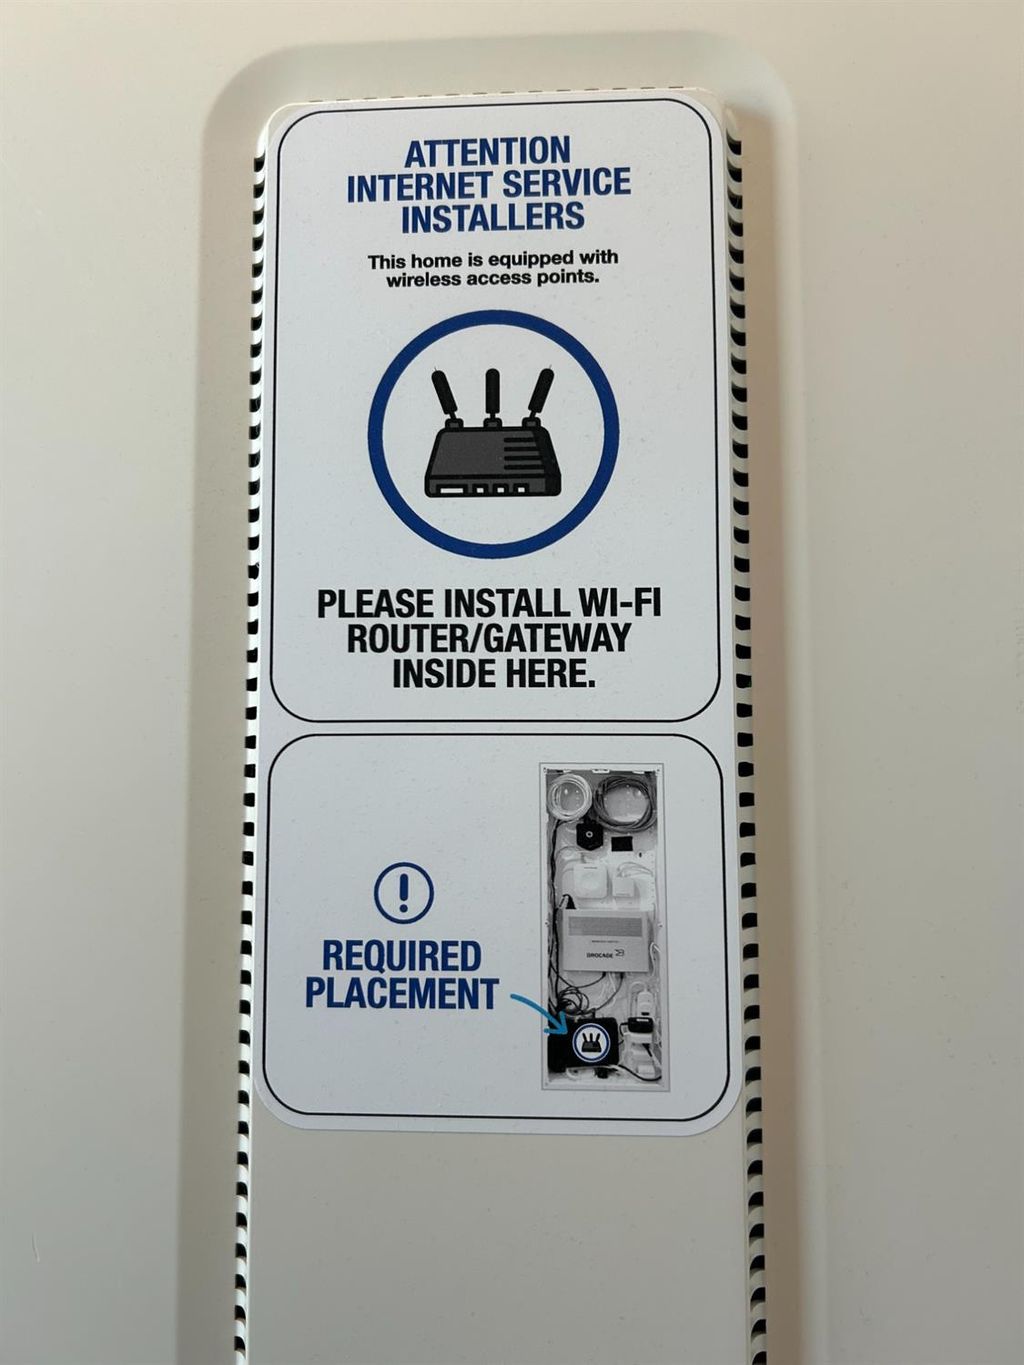 ATTENTION
INTERNET SERVICE
INSTALLERS
This home is equipped with
wireless access points.
PLEASE INSTALL WI-FI
ROUTER/GATEWAY
INSIDE HERE.
REQUIRED
PLACEMENT